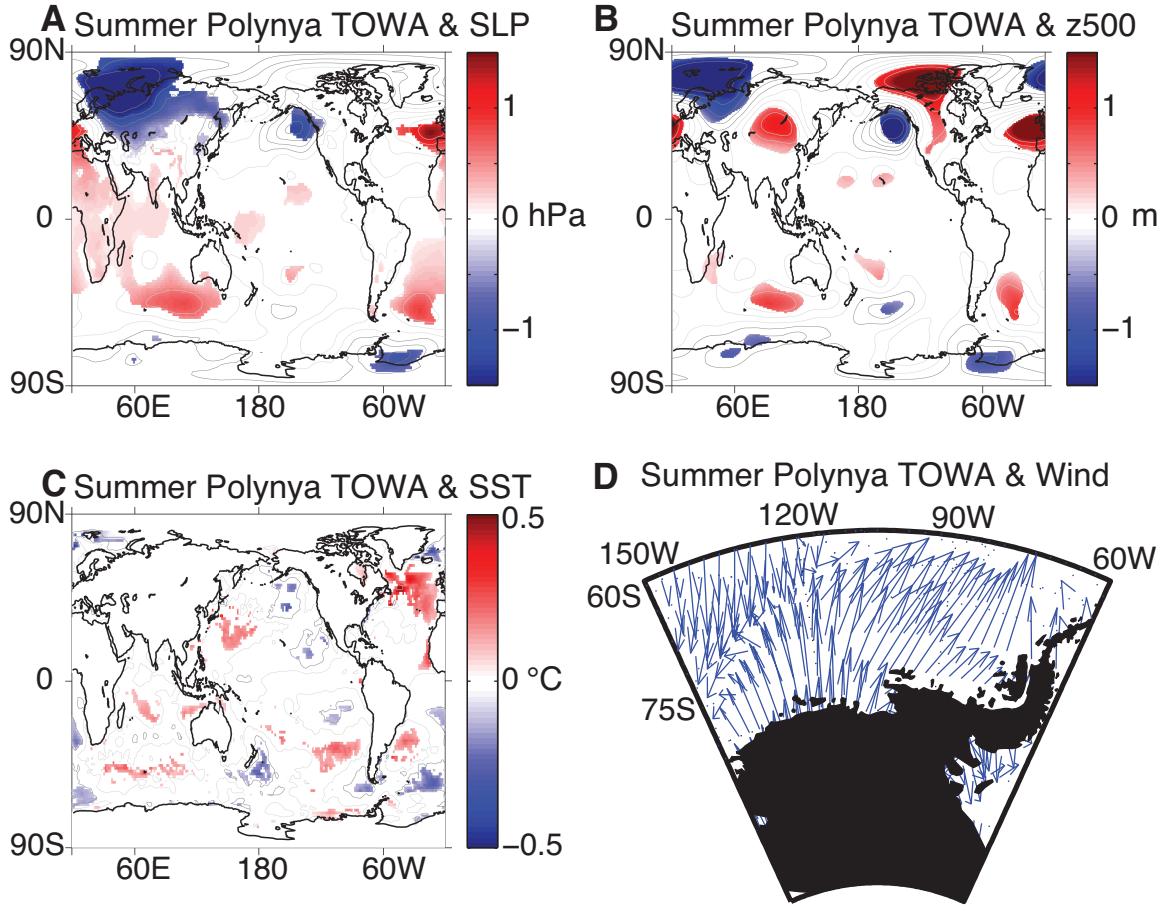 A Summer Polynya TOWA & SLP
90N
0
90S
60E 180 60W
1
0 hPa
−1
B Summer Polynya TOWA & z500
90N
0
90S
60E 180 60W
1
0 m
−1
C Summer Polynya TOWA & SST
90N
0
90S
60E 180 60W
0.5
0 °C
−0.5
D Summer Polynya TOWA & Wind
120W 90W
150W 60W
60S
75S